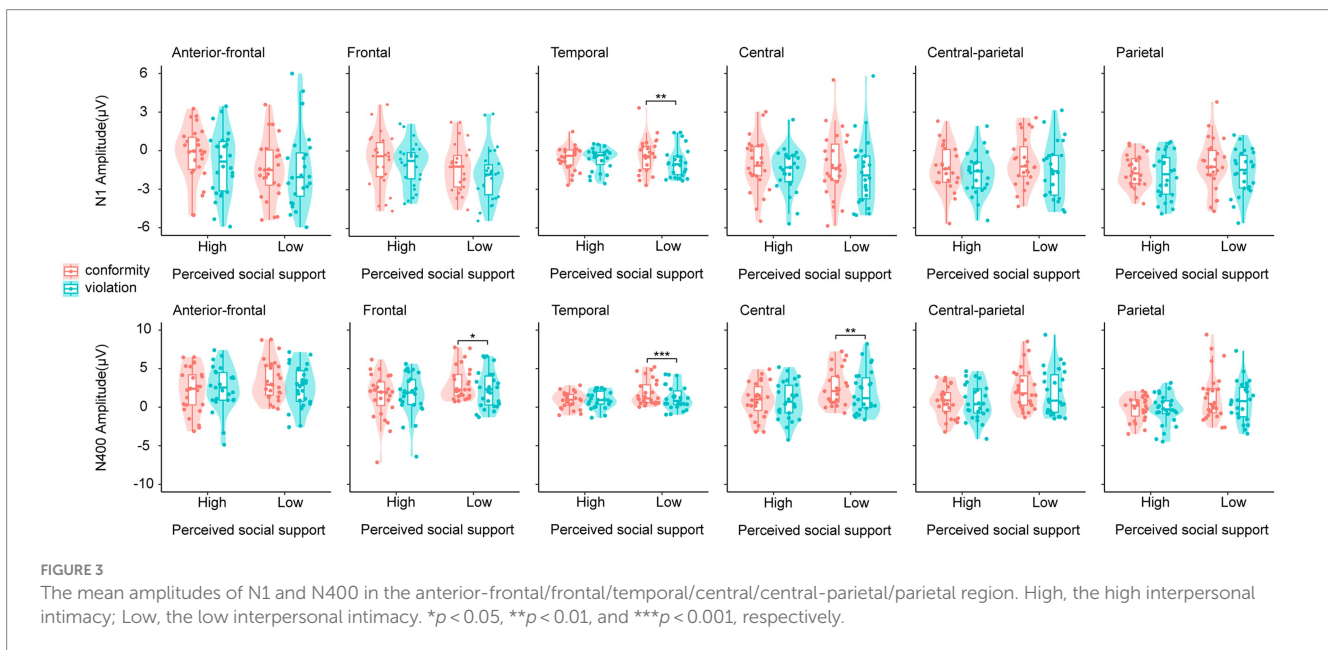 Anterior-frontal Frontal Temporal Central Central-parietal Parietal
6
3
0
-3
-6
N1 Amplitude(μV)
**
High Low High Low High Low High Low High Low High Low
Perceived social support Perceived social support Perceived social support Perceived social support Perceived social support Perceived social support
conformity
violation
Anterior-frontal Frontal Temporal Central Central-parietal Parietal
10
5
0
-5
-10
N400 Amplitude(μV)
* *** **
High Low High Low High Low High Low High Low High Low
Perceived social support Perceived social support Perceived social support Perceived social support Perceived social support Perceived social support
FIGURE 3
The mean amplitudes of N1 and N400 in the anterior-frontal/frontal/temporal/central/central-parietal/parietal region. High, the high interpersonal
intimacy; Low, the low interpersonal intimacy. *p < 0.05, **p < 0.01, and ***p < 0.001, respectively.